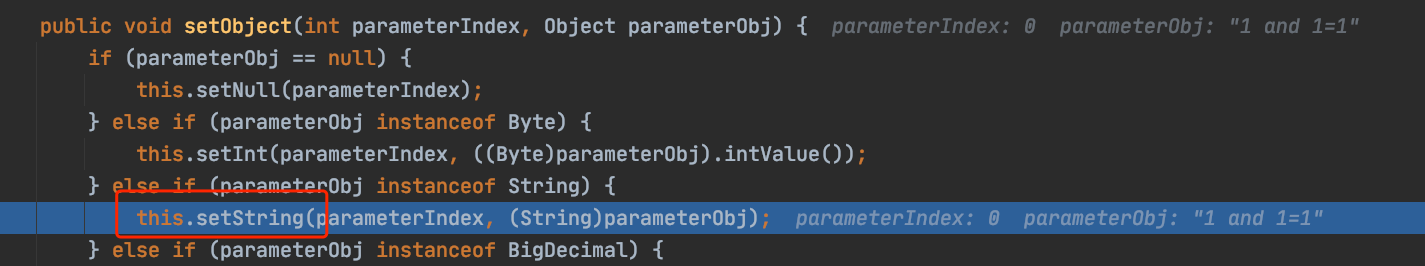 public void setObject(int parameterIndex, Object parameterObj) {  parameterIndex: 0  parameterObj: "1 and 1=1"
    if (parameterObj == null) {
        this.setNull(parameterIndex);
    } else if (parameterObj instanceof Byte) {
        this.setInt(parameterIndex, ((Byte)parameterObj).intValue());
    } else if (parameterObj instanceof String) {
        this.setString(parameterIndex, (String)parameterObj);  parameterIndex: 0  parameterObj: "1 and 1=1"
    } else if (parameterObj instanceof BigDecimal) {